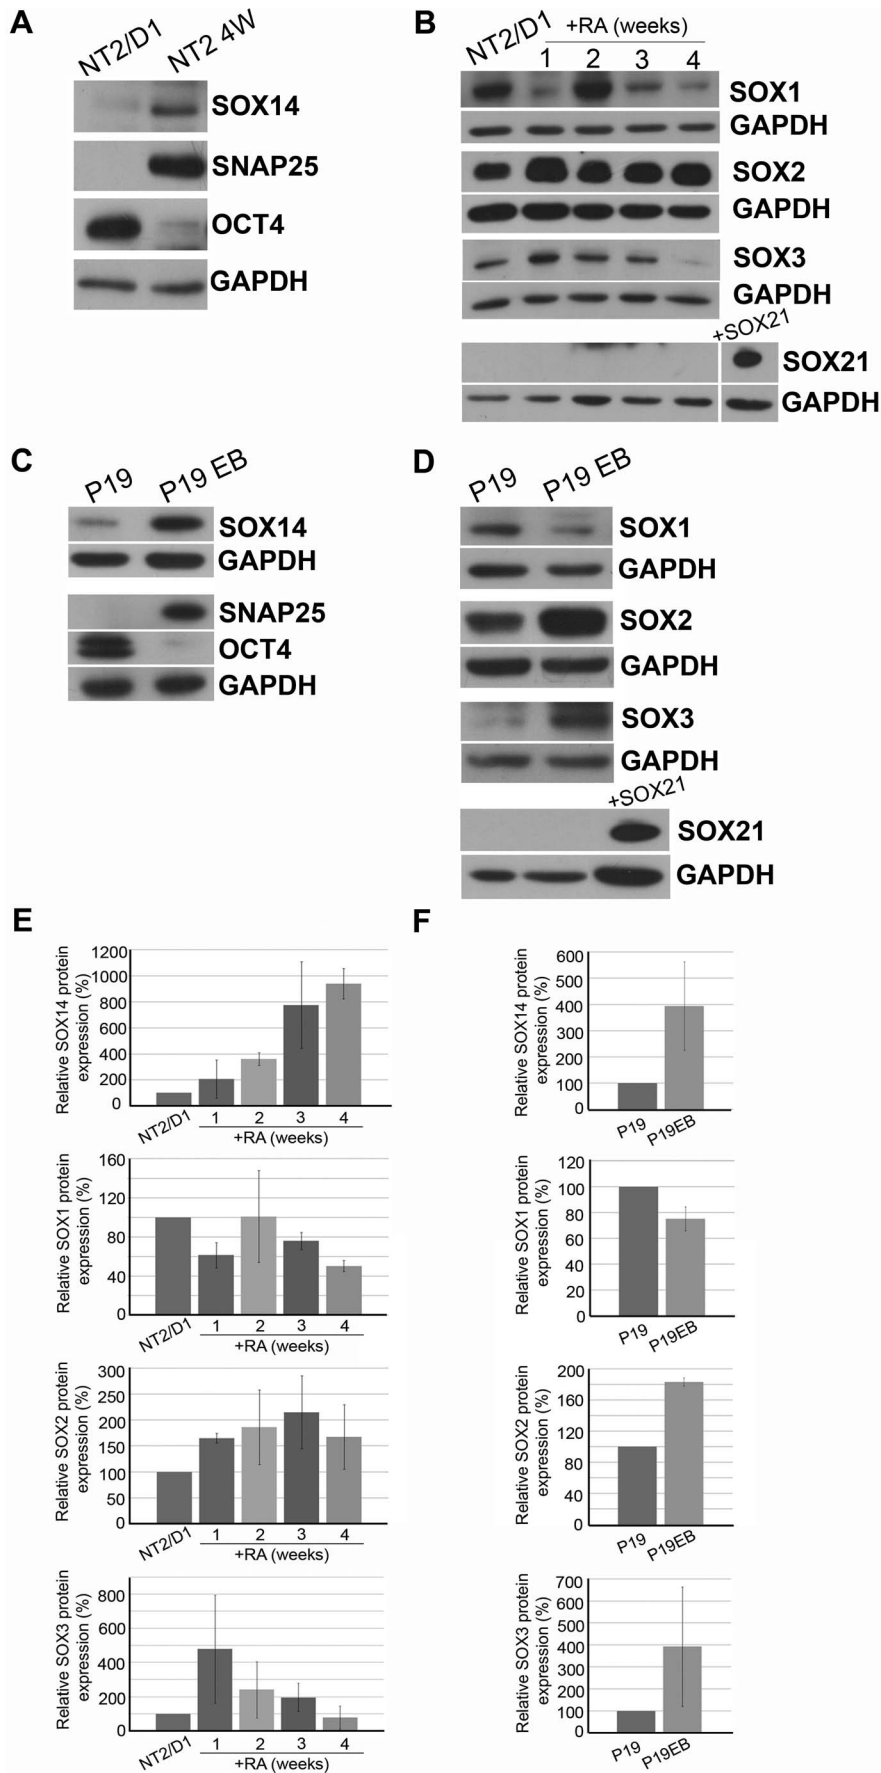 A
NT2/D1
NT2 4W
SOX14
SNAP25
OCT4
GAPDH
B
NT2/D1
+RA (weeks)
1 2 3 4
SOX1
GAPDH
SOX2
GAPDH
SOX3
GAPDH
+SOX21
SOX21
GAPDH
C
P19
P19 EB
SOX14
GAPDH
SNAP25
OCT4
GAPDH
D
P19
P19 EB
SOX1
GAPDH
SOX2
GAPDH
SOX3
GAPDH
+SOX21
SOX21
GAPDH
E
Relative SOX14 protein
expression (%)
1200
1000
800
600
400
200
0
NT2/D1 1 2 3 4
+RA (weeks)
Relative SOX1 protein
expression (%)
160
120
80
40
0
NT2/D1 1 2 3 4
+RA (weeks)
Relative SOX2 protein
expression (%)
300
250
200
150
100
50
0
NT2/D1 1 2 3 4
+RA (weeks)
Relative SOX3 protein
expression (%)
800
600
400
200
0
NT2/D1 1 2 3 4
+RA (weeks)
F
Relative SOX14 protein
expression (%)
600
500
400
300
200
100
0
P19 P19EB
Relative SOX1 protein
expression (%)
120
100
80
60
40
20
0
P19 P19EB
Relative SOX2 protein
expression (%)
200
160
120
80
40
0
P19 P19EB
Relative SOX3 protein
expression (%)
700
600
500
400
300
200
100
0
P19 P19EB